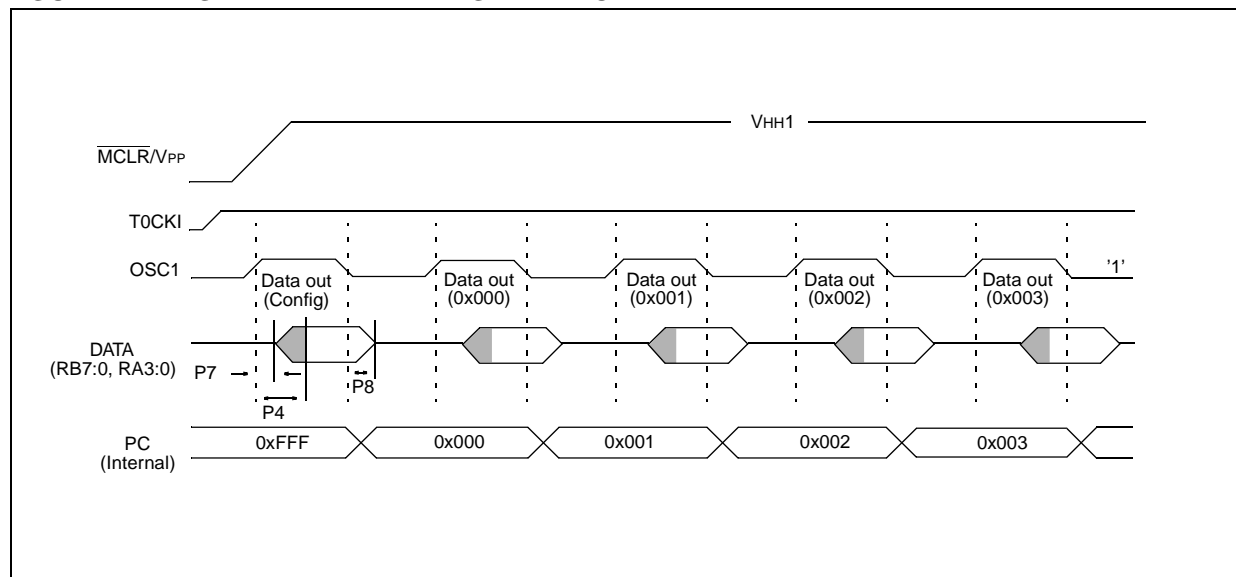 VHH1
MCLR/VPP
T0CKI
OSC1
Data out
(Config)
Data out
(0x000)
Data out
(0x001)
Data out
(0x002)
Data out
(0x003)
'1'
DATA
(RB7:0, RA3:0)
P7
P8
P4
PC
(Internal)
0xFFF
0x000
0x001
0x002
0x003